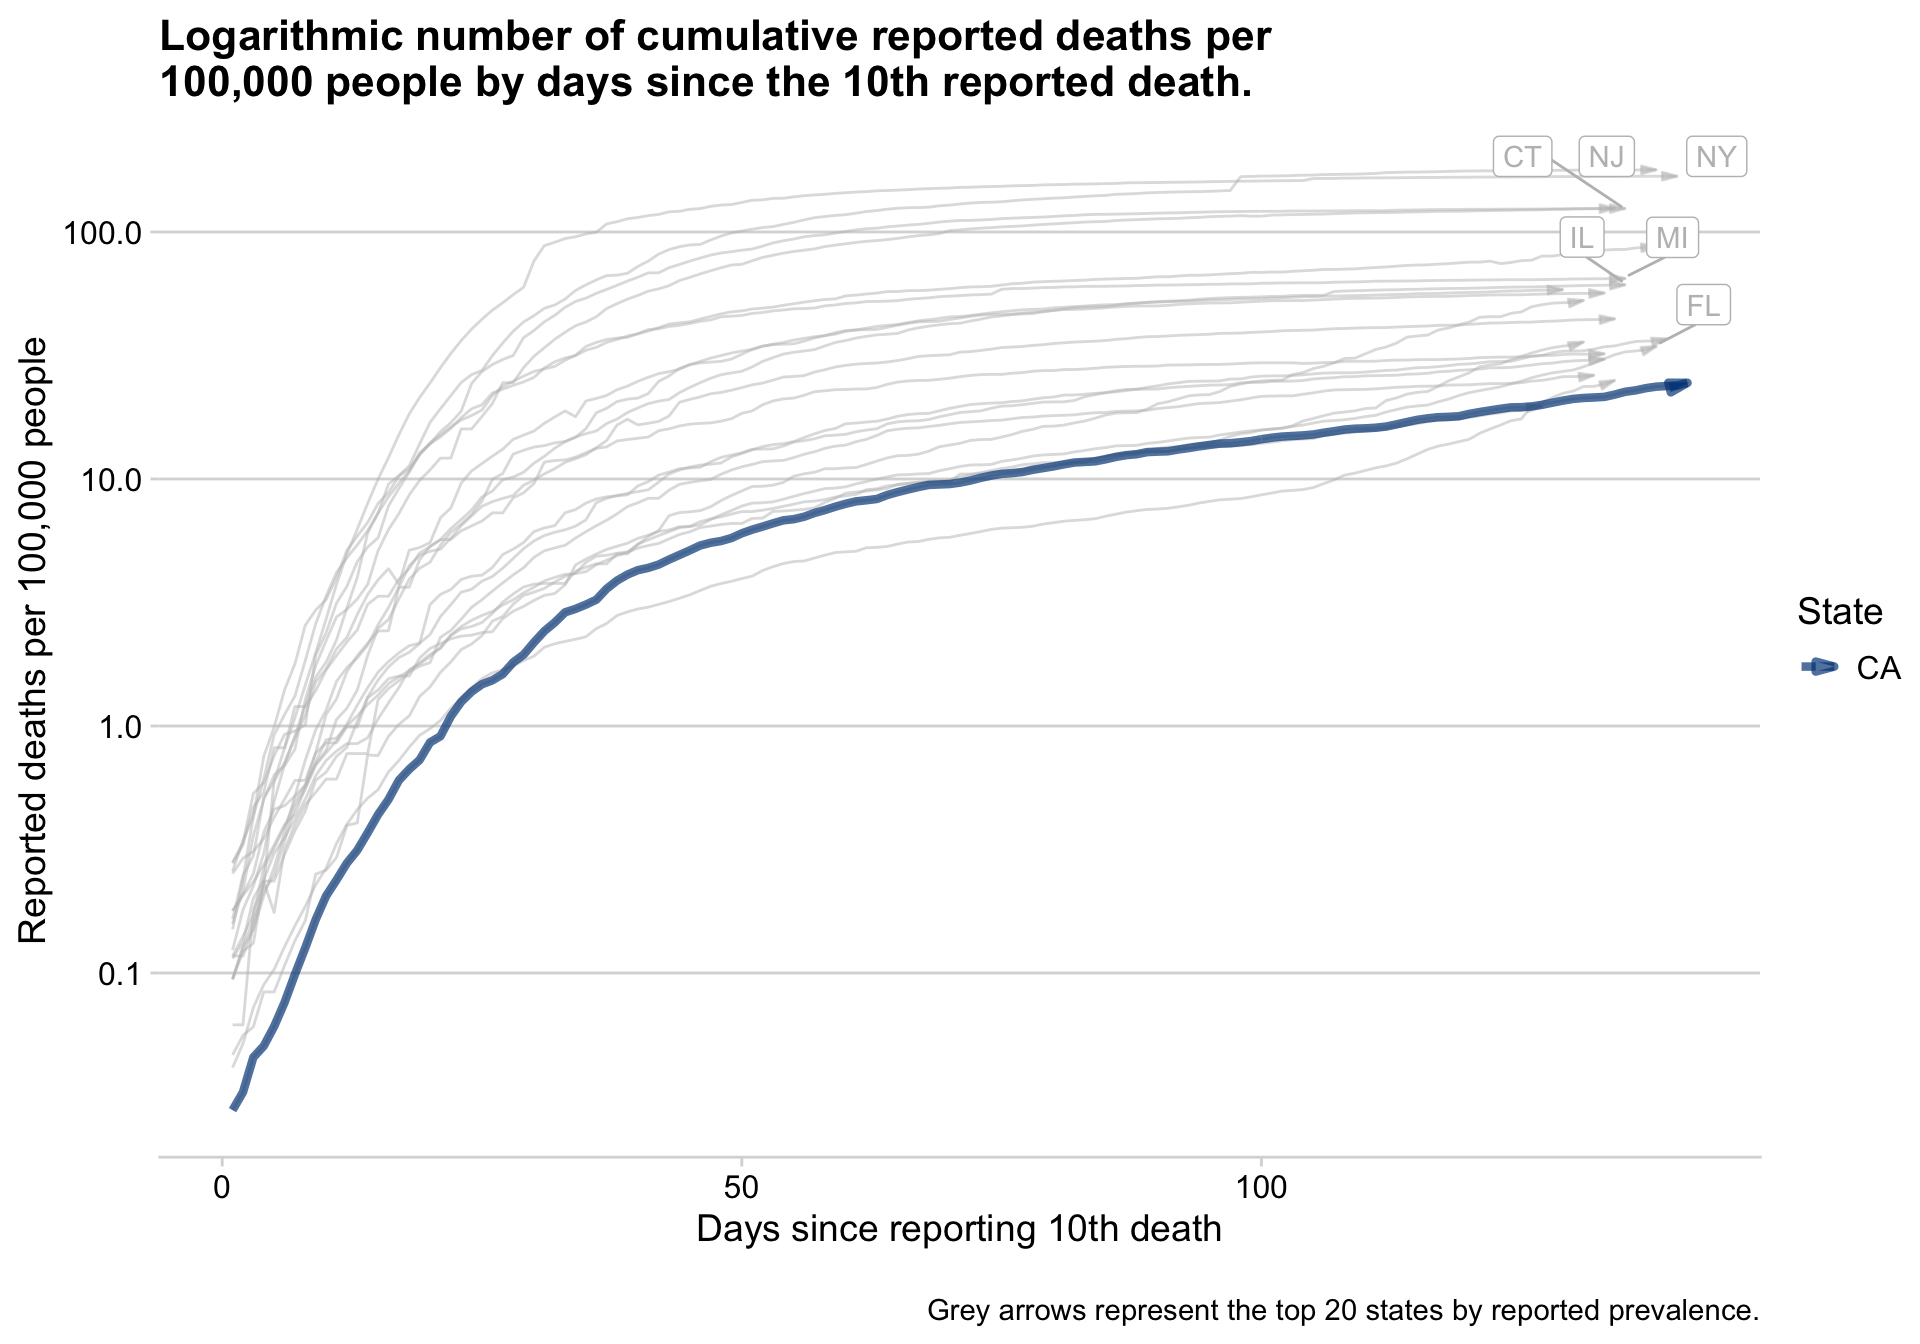 Logarithmic number of cumulative reported deaths per
100,000 people by days since the 10th reported death.
CT NJ NY
IL MI
FL
Reported deaths per 100,000 people
100.0
10.0
1.0
0.1
State
CA
0 50 100
Days since reporting 10th death
Grey arrows represent the top 20 states by reported prevalence.